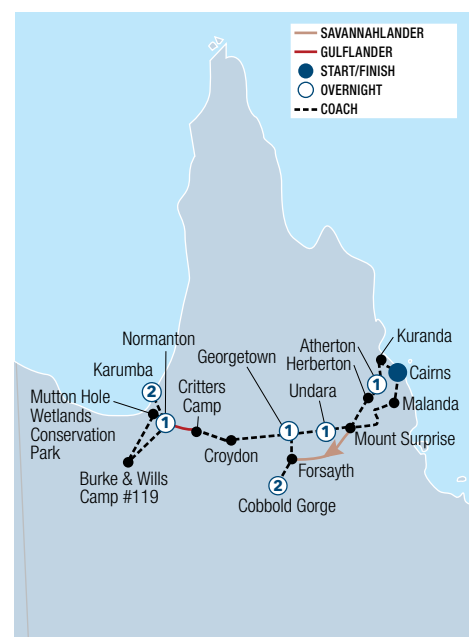 SAVANNAHLANDER
GULFLANDER
START/FINISH
OVERNIGHT
COACH
Kuranda
Normanton
Atherton
Georgetown
Herberton
Karumba
Cairns
1
2
Critters
Camp
Undara
Malanda
Mutton Hole
Wetlands
Conservation
Park
1
1
1
Mount Surprise
Croydon
Forsayth
Burke & Wills
Camp #119
2
Cobbold Gorge